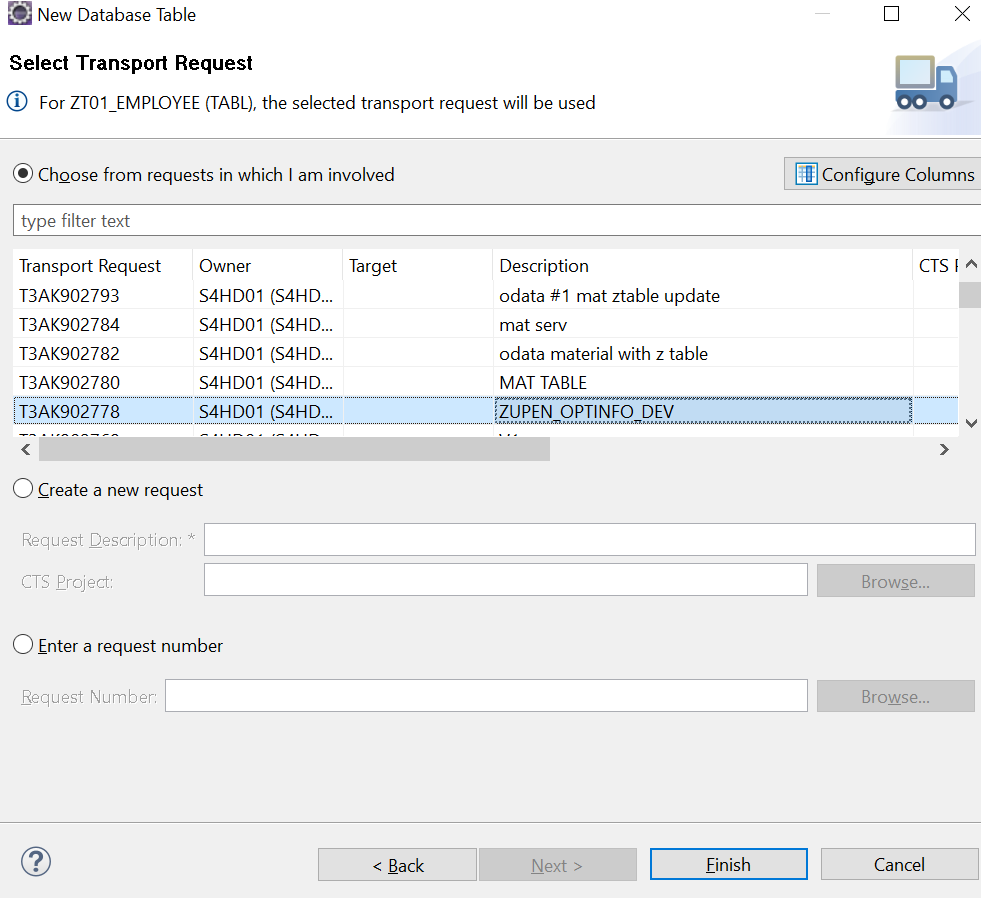 New Database Table
Select Transport Request
For ZT01_EMPLOYEE (TABL), the selected transport request will be used
Choose from requests in which I am involved
Configure Columns
type filter text
Transport Request Owner Target Description CTS
T3AK902793 S4HD01 (S4HD... odata #1 mat ztable update
T3AK902784 S4HD01 (S4HD... mat serv
T3AK902782 S4HD01 (S4HD... odata material with z table
T3AK902780 S4HD01 (S4HD... MAT TABLE
T3AK902778 S4HD01 (S4HD... ZUPEN_OPTINFO_DEV
Create a new request
Request Description: *
CTS Project:
Browse...
Enter a request number
Request Number:
Browse...
< Back Next > Finish Cancel